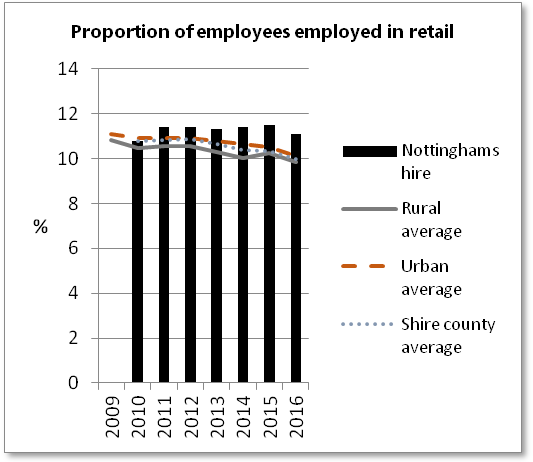 Proportion of employees employed in retail
14
12
10
8
6
4
2
0
%
2009
2010
2011
2012
2013
2014
2015
2016
Nottinghams
hire
Rural
average
Urban
average
Shire county
average